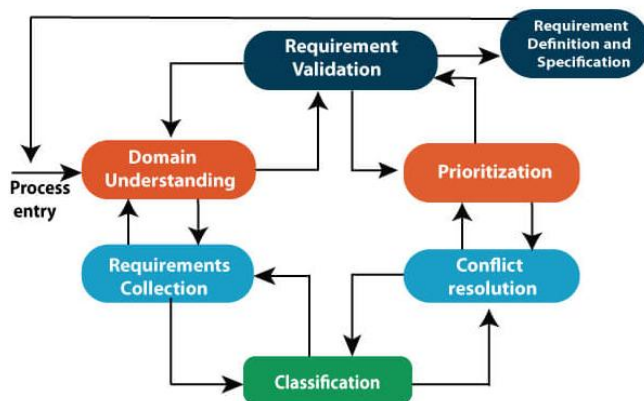 Requirement
Definition and
Specification
Requirement
Validation
Domain
Understanding
Prioritization
Process
entry
Requirements
Collection
Conflict
resolution
Classification